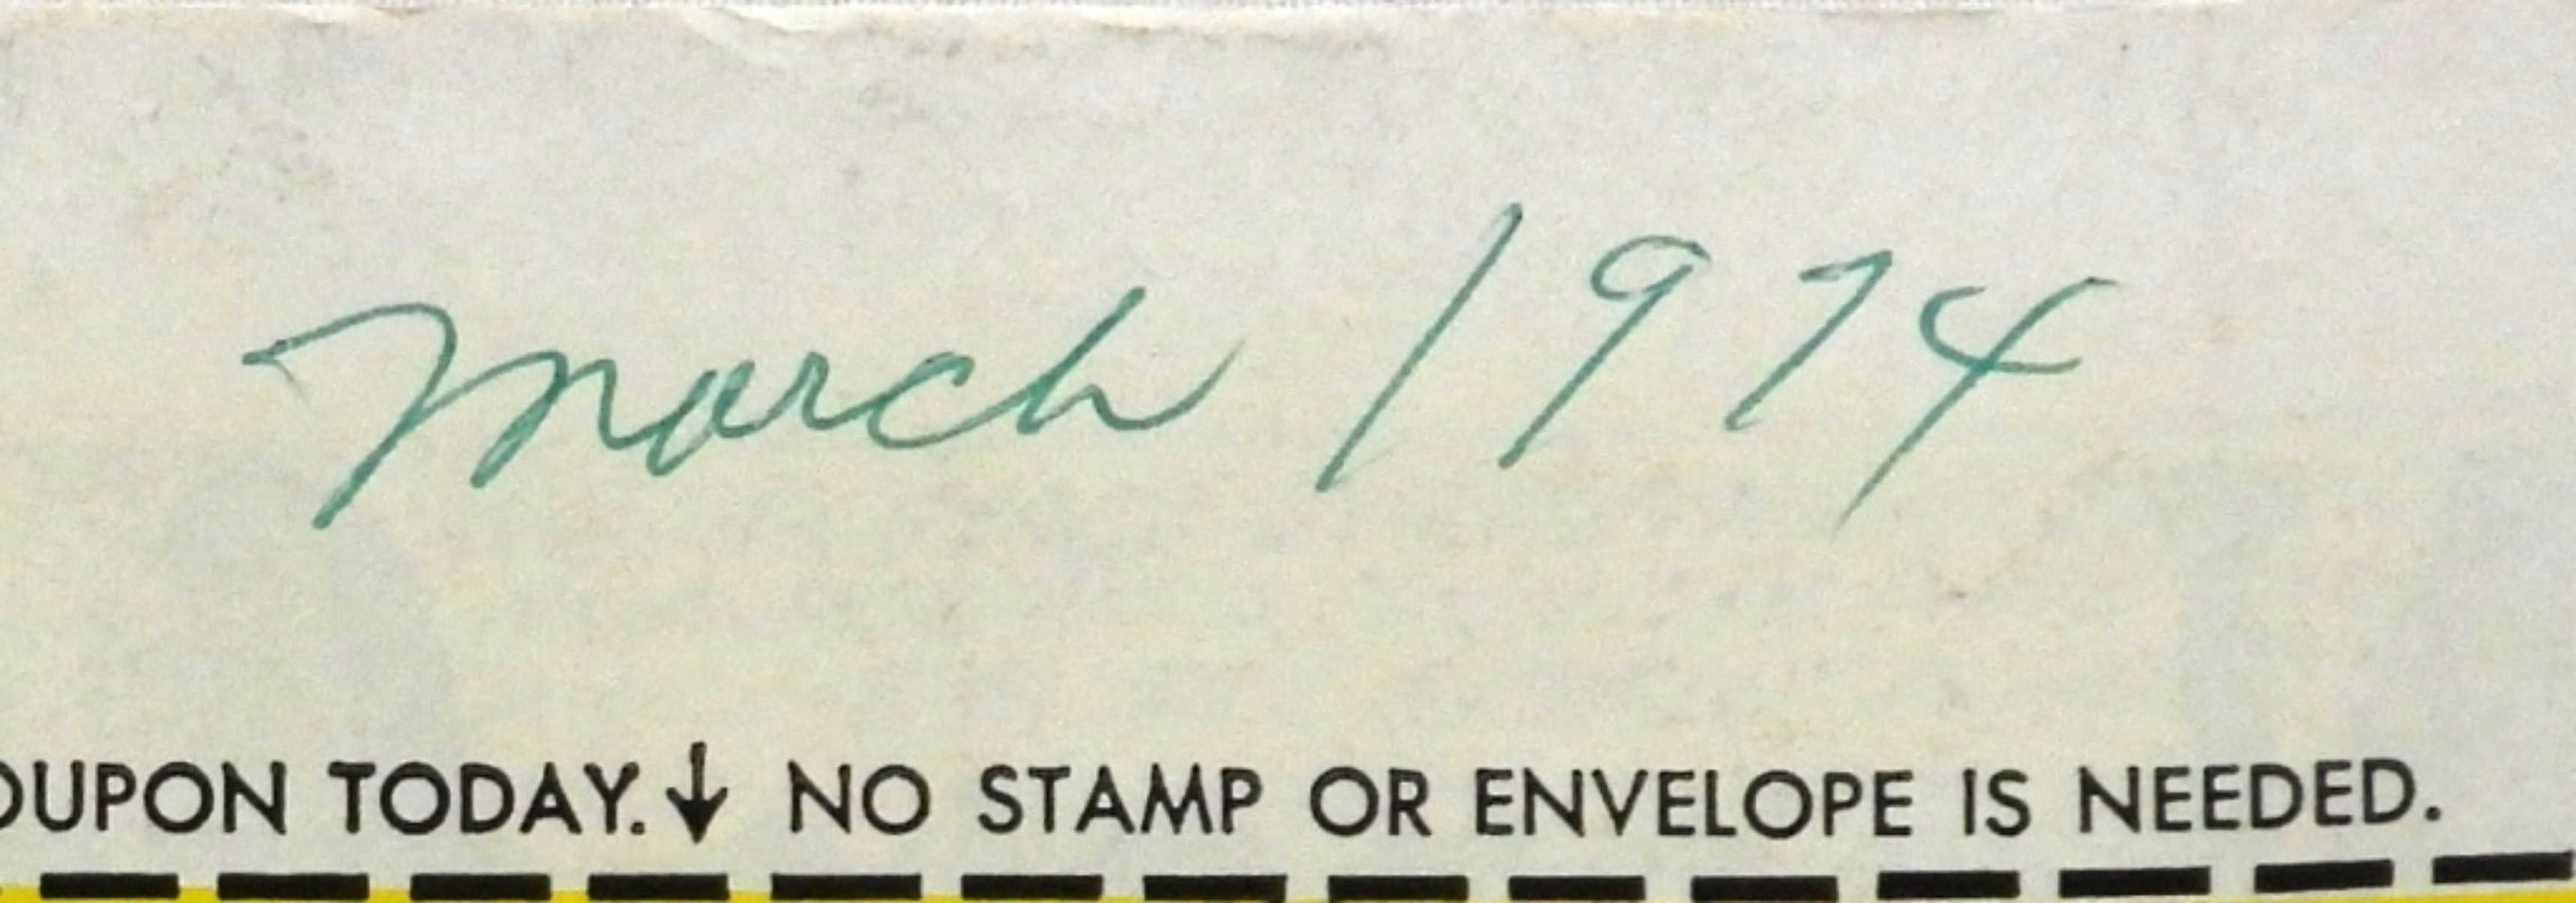 March 1974
OUPON TODAY.↓ NO STAMP OR ENVELOPE IS NEEDED.